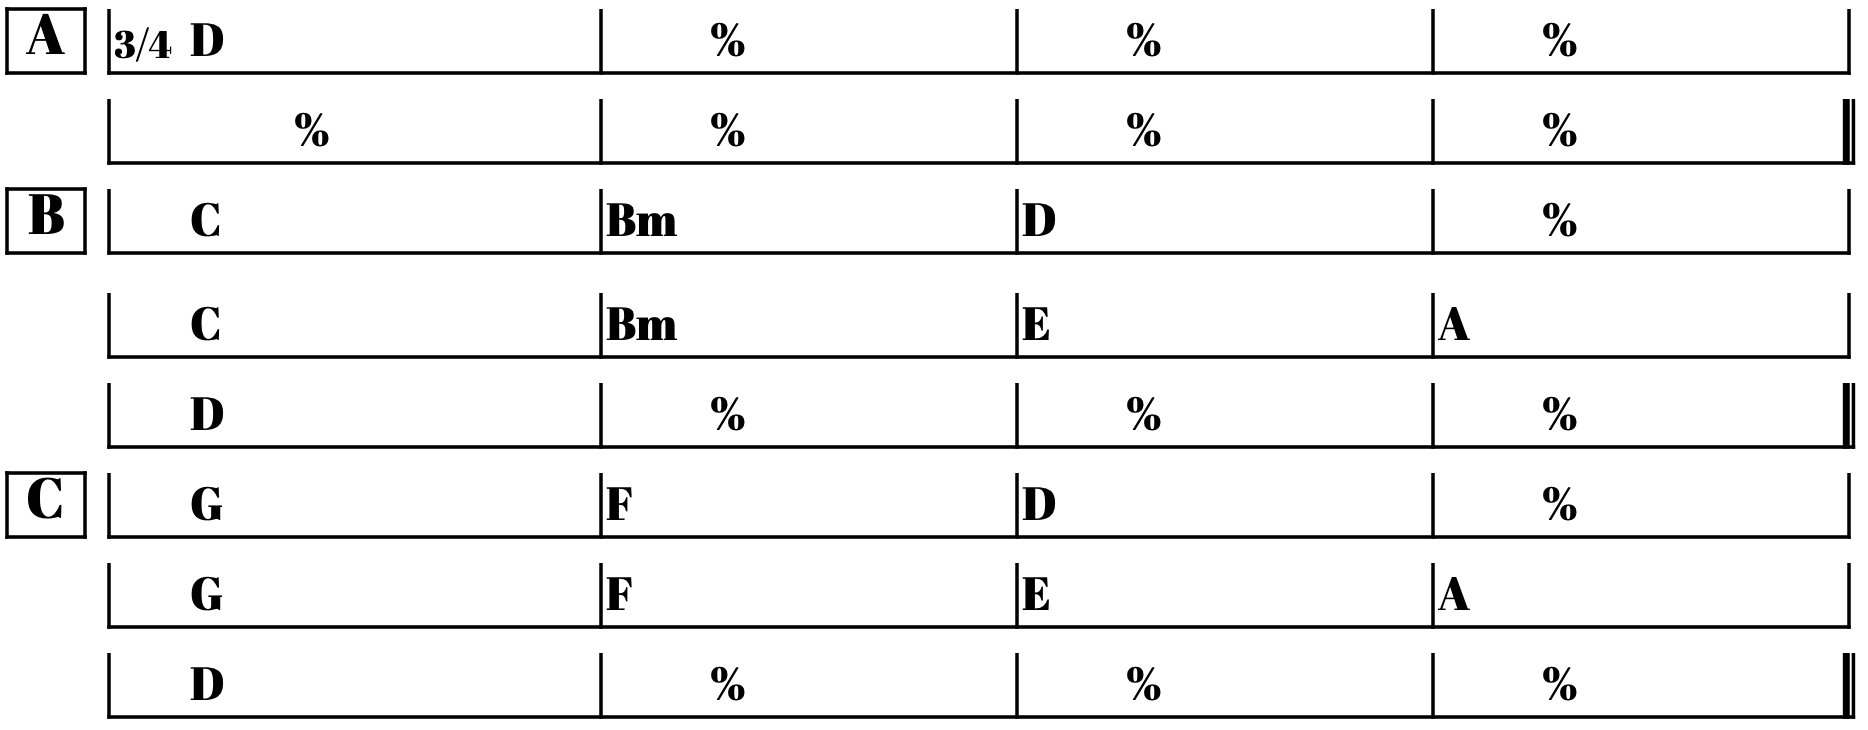 A 3/4 D % % %
% % % %
B C Bm D %
C Bm E A
D % % %
C G F D %
G F E A
D % % %